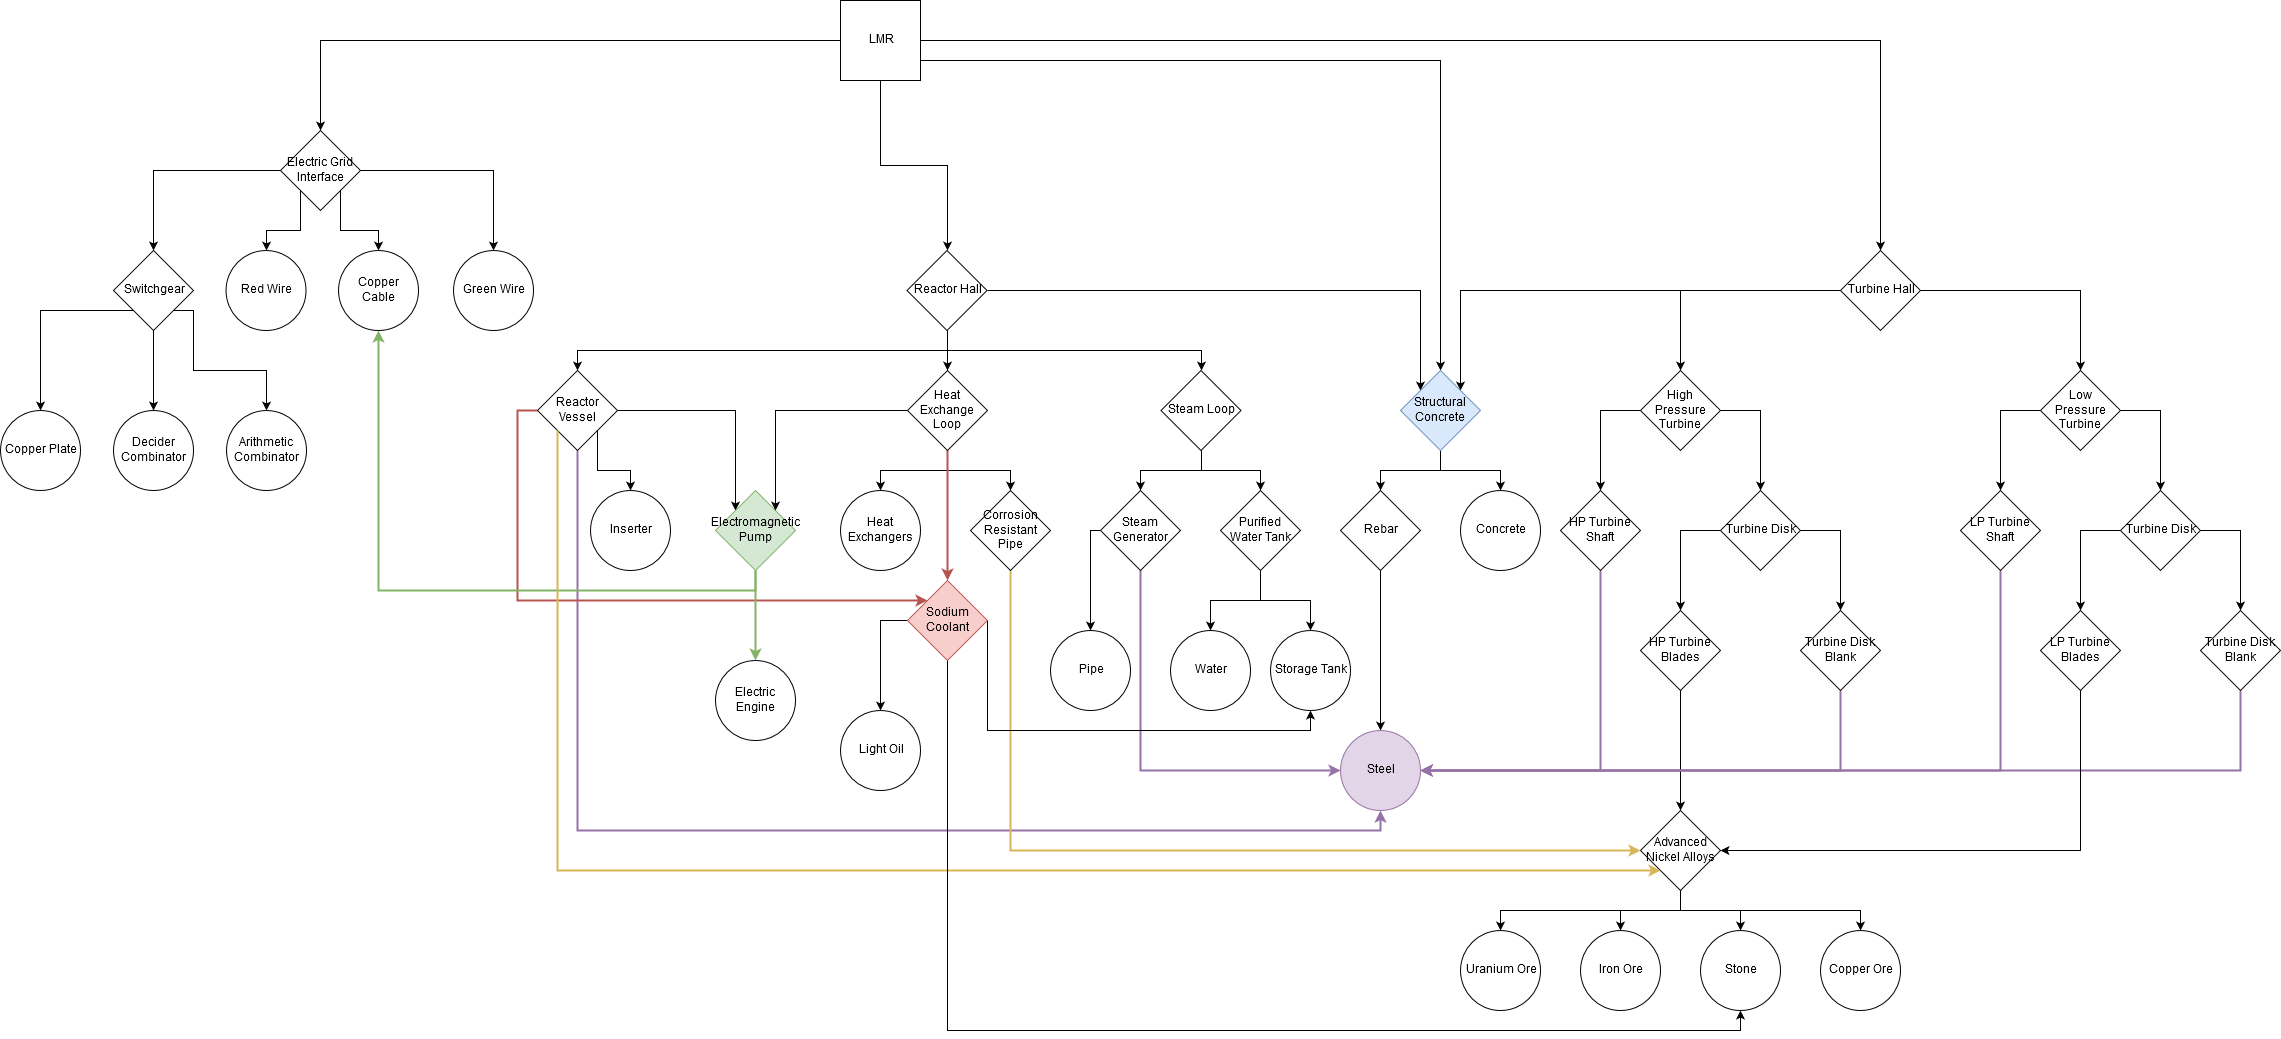 LMR
Electric Grid
Interface
Switchgear
Red Wire
Copper
Cable
Green Wire
Reactor Hall
Turbine Hall
Copper Plate
Decider
Combinator
Arithmetic
Combinator
Reactor
Vessel
Heat
Exchange
Loop
Steam Loop
Structural
Concrete
High
Pressure
Turbine
Low
Pressure
Turbine
Electromagnetic
Pump
Inserter
Heat
Exchangers
Corrosion
Resistant
Pipe
Steam
Generator
Purified
Water Tank
Rebar
Concrete
HP Turbine
Shaft
Turbine Disk
LP Turbine
Shaft
Turbine Disk
Sodium
Coolant
HP Turbine
Blades
Turbine Disk
Blank
LP Turbine
Blades
Turbine Disk
Blank
Electric
Engine
Light Oil
Pipe
Water
Storage Tank
Steel
Advanced
Nickel Alloys
Uranium Ore
Iron Ore
Stone
Copper Ore